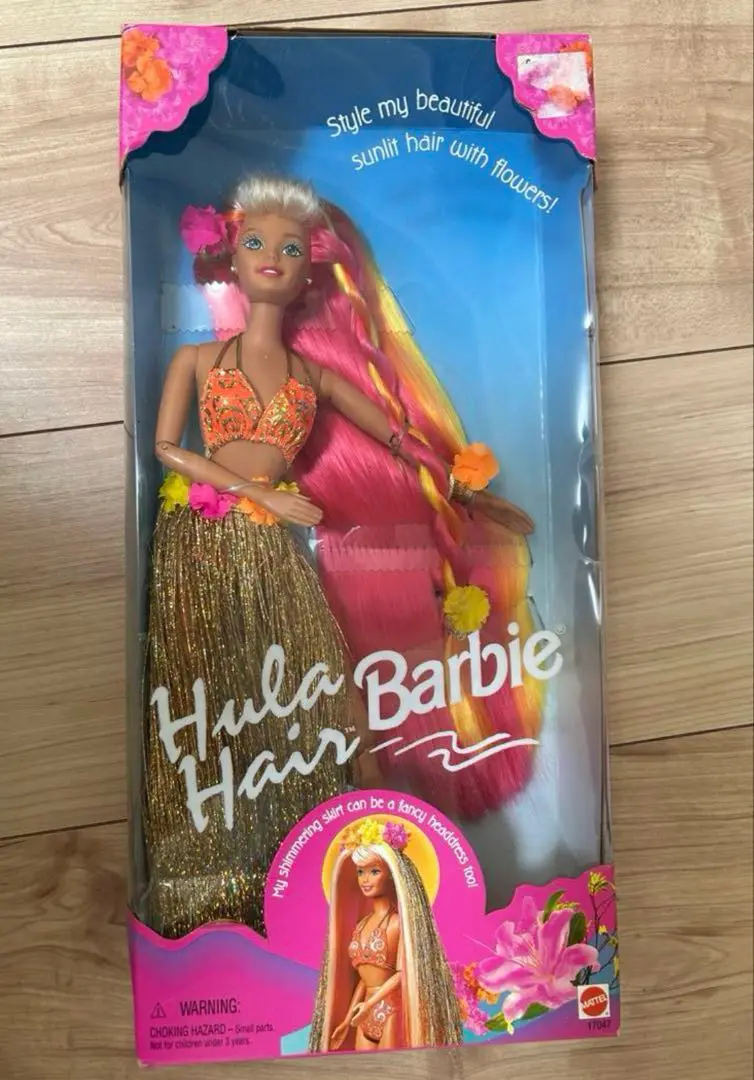 Style my beautiful
sunlit hair with flowers!
Hula
Hair™
Barbie®
My shimmering skirt can be a fancy headdress too!
⚠ WARNING:
CHOKING HAZARD – Small parts.
Not for children under 3 years.
MATTEL
17047